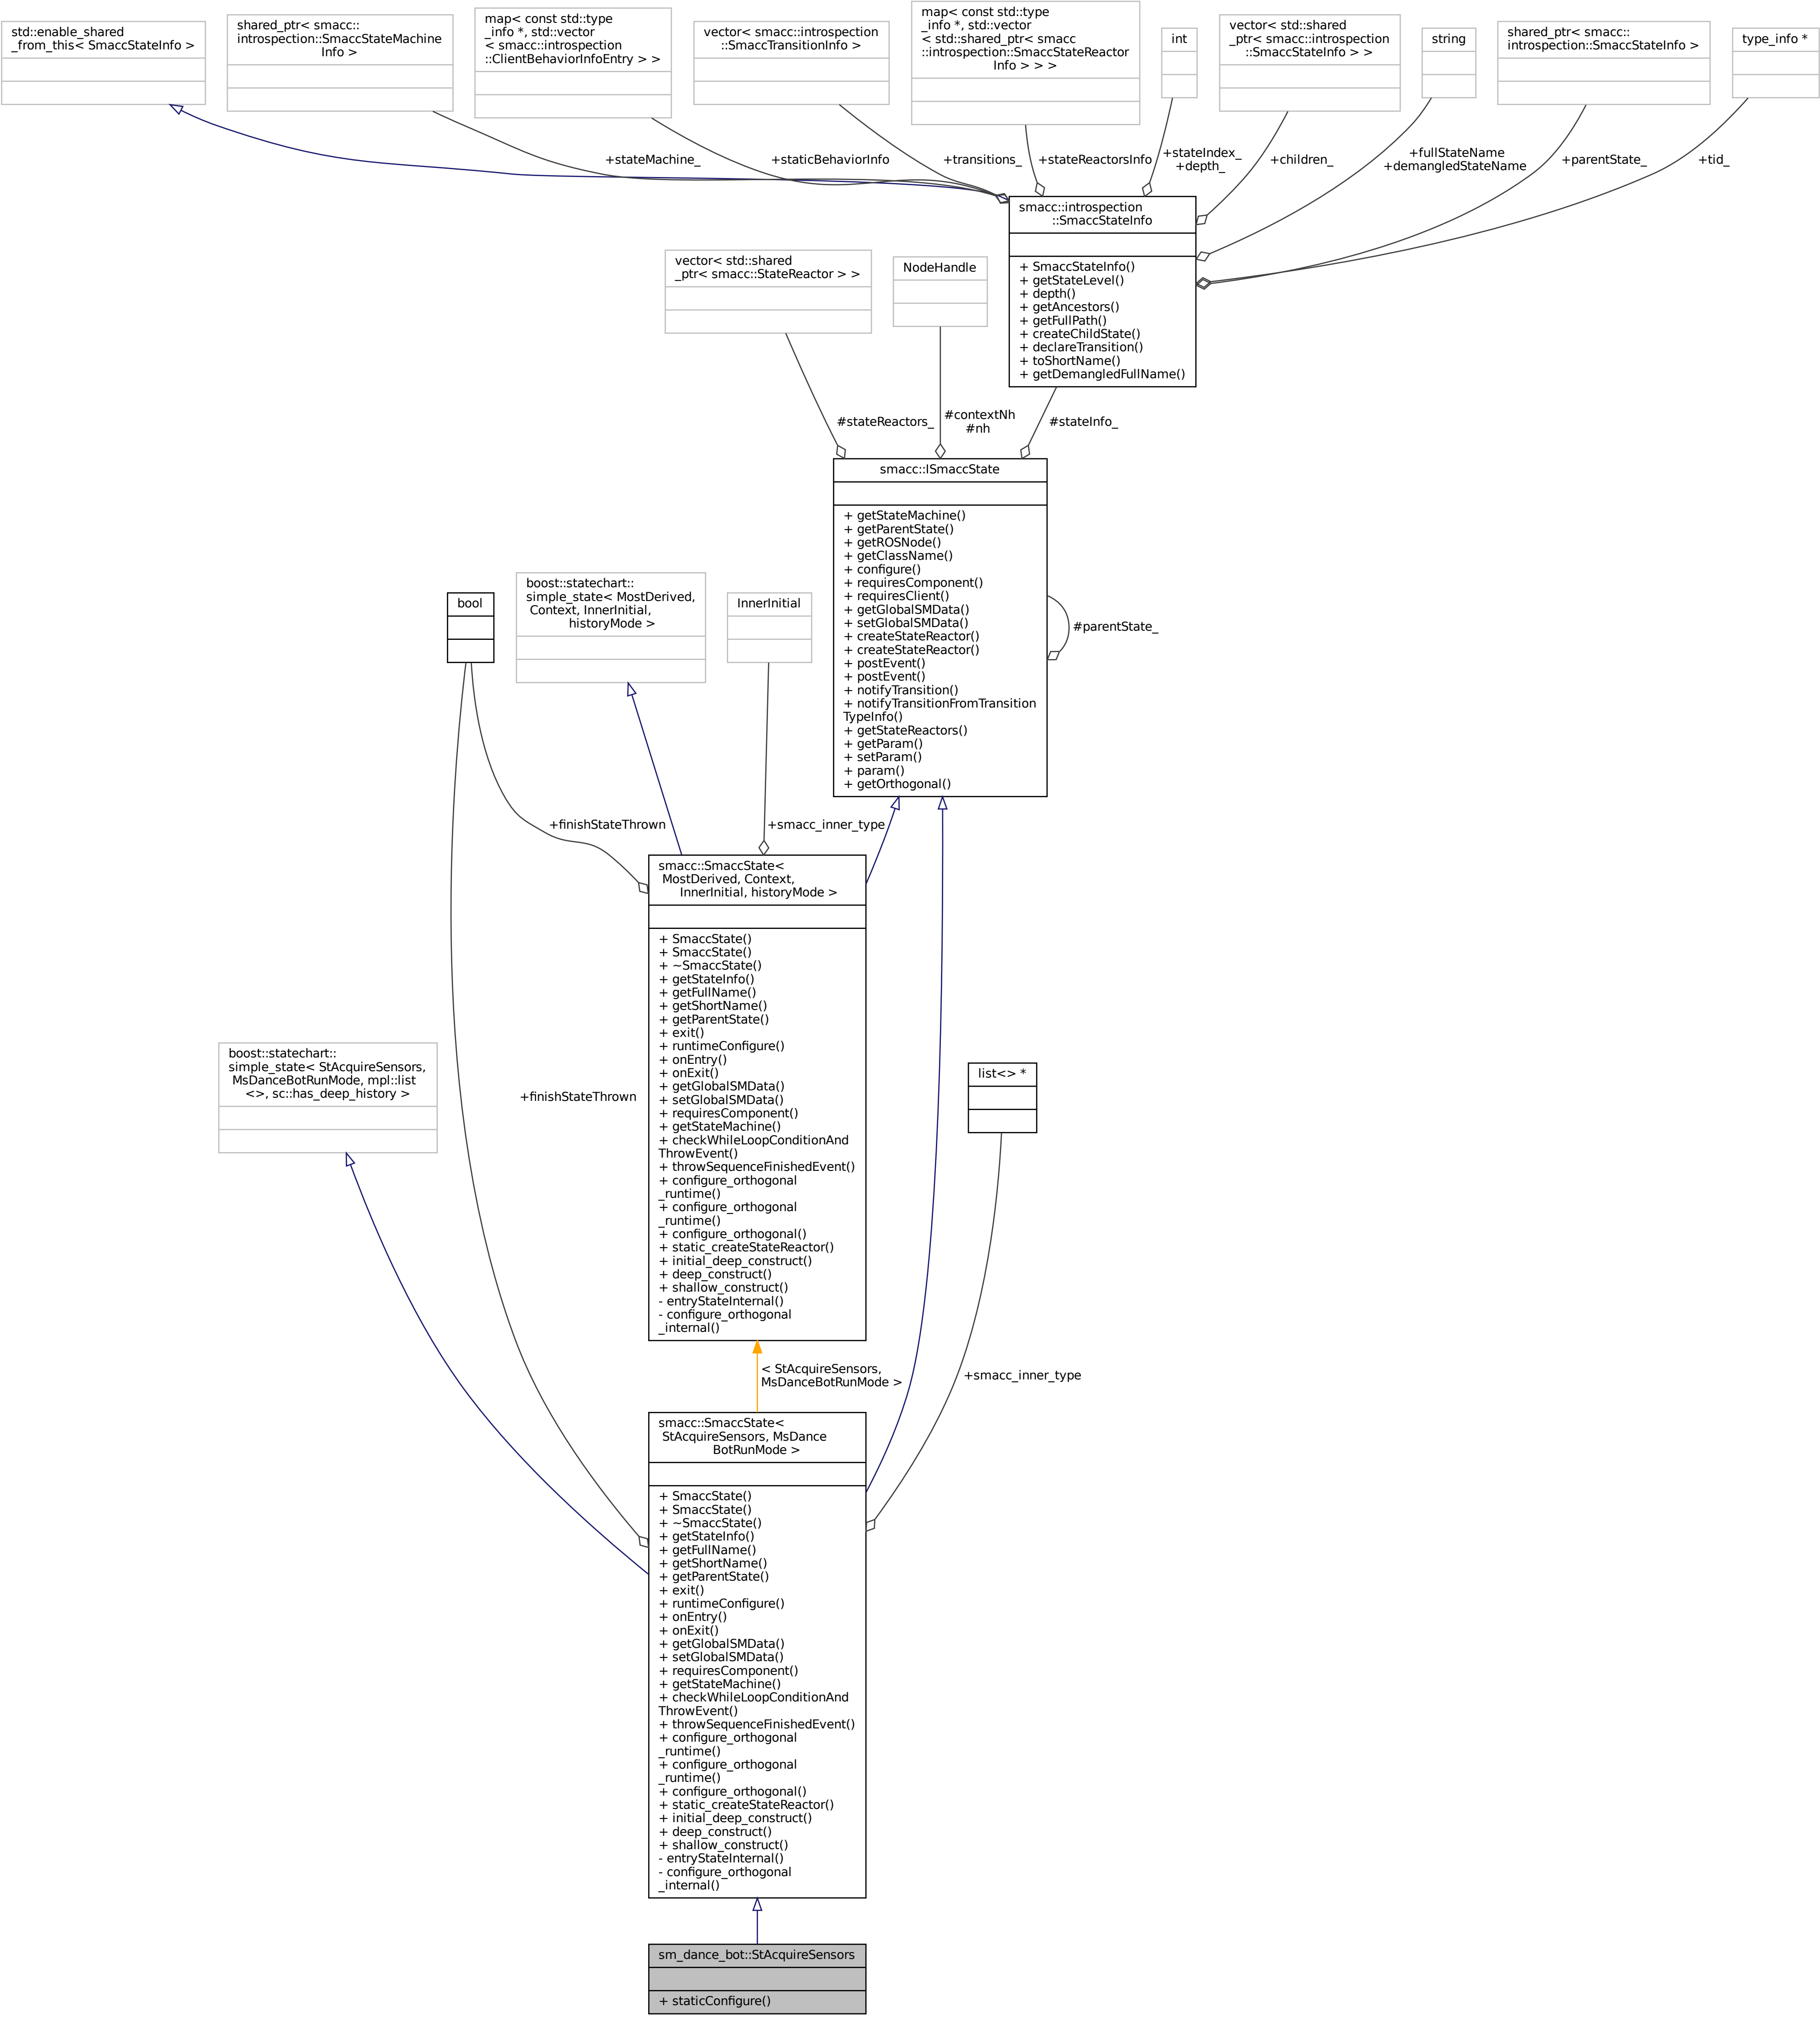 std::enable_shared
_from_this< SmaccStateInfo >
shared_ptr< smacc::
introspection::SmaccStateMachine
Info >
map< const std::type
_info *, std::vector
< smacc::introspection
::ClientBehaviorInfoEntry > >
vector< smacc::introspection
::SmaccTransitionInfo >
map< const std::type
_info *, std::vector
< std::shared_ptr< smacc
::introspection::SmaccStateReactor
Info > > >
int
vector< std::shared
_ptr< smacc::introspection
::SmaccStateInfo > >
string
shared_ptr< smacc::
introspection::SmaccStateInfo >
type_info *
+stateMachine_
+staticBehaviorInfo
+transitions_
+stateReactorsInfo
+stateIndex_
+depth_
+children_
+fullStateName
+demangledStateName
+parentState_
+tid_
smacc::introspection
::SmaccStateInfo
+ SmaccStateInfo()
+ getStateLevel()
+ depth()
+ getAncestors()
+ getFullPath()
+ createChildState()
+ declareTransition()
+ toShortName()
+ getDemangledFullName()
vector< std::shared
_ptr< smacc::StateReactor > >
NodeHandle
#stateReactors_
#contextNh
#nh
#stateInfo_
smacc::ISmaccState
+ getStateMachine()
+ getParentState()
+ getROSNode()
+ getClassName()
+ configure()
+ requiresComponent()
+ requiresClient()
+ getGlobalSMData()
+ setGlobalSMData()
+ createStateReactor()
+ createStateReactor()
+ postEvent()
+ postEvent()
+ notifyTransition()
+ notifyTransitionFromTransition
TypeInfo()
+ getStateReactors()
+ getParam()
+ setParam()
+ param()
+ getOrthogonal()
#parentState_
bool
boost::statechart::
simple_state< MostDerived,
Context, InnerInitial,
historyMode >
InnerInitial
+finishStateThrown
+smacc_inner_type
smacc::SmaccState<
MostDerived, Context,
InnerInitial, historyMode >
+ SmaccState()
+ SmaccState()
+ ~SmaccState()
+ getStateInfo()
+ getFullName()
+ getShortName()
+ getParentState()
+ exit()
+ runtimeConfigure()
+ onEntry()
+ onExit()
+ getGlobalSMData()
+ setGlobalSMData()
+ requiresComponent()
+ getStateMachine()
+ checkWhileLoopConditionAnd
ThrowEvent()
+ throwSequenceFinishedEvent()
+ configure_orthogonal
_runtime()
+ configure_orthogonal
_runtime()
+ configure_orthogonal()
+ static_createStateReactor()
+ initial_deep_construct()
+ deep_construct()
+ shallow_construct()
- entryStateInternal()
- configure_orthogonal
_internal()
boost::statechart::
simple_state< StAcquireSensors,
MsDanceBotRunMode, mpl::list
<>, sc::has_deep_history >
+finishStateThrown
list<> *
< StAcquireSensors,
MsDanceBotRunMode >
+smacc_inner_type
smacc::SmaccState<
StAcquireSensors, MsDance
BotRunMode >
+ SmaccState()
+ SmaccState()
+ ~SmaccState()
+ getStateInfo()
+ getFullName()
+ getShortName()
+ getParentState()
+ exit()
+ runtimeConfigure()
+ onEntry()
+ onExit()
+ getGlobalSMData()
+ setGlobalSMData()
+ requiresComponent()
+ getStateMachine()
+ checkWhileLoopConditionAnd
ThrowEvent()
+ throwSequenceFinishedEvent()
+ configure_orthogonal
_runtime()
+ configure_orthogonal
_runtime()
+ configure_orthogonal()
+ static_createStateReactor()
+ initial_deep_construct()
+ deep_construct()
+ shallow_construct()
- entryStateInternal()
- configure_orthogonal
_internal()
sm_dance_bot::StAcquireSensors
+ staticConfigure()